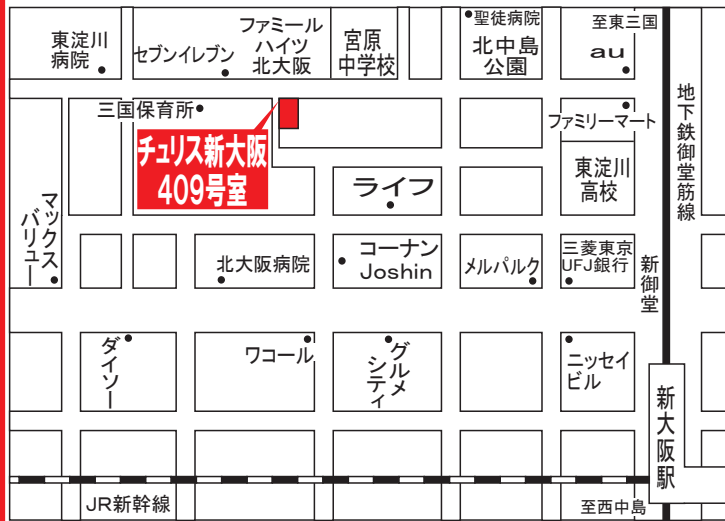 東淀川
病院
セブンイレブン
ファミール
ハイツ
北大阪
宮原
中学校
聖徒病院
北中島
公園
至東三国
au
三国保育所
チュリス新大阪
409号室
ファミリーマート
地下鉄御堂筋線
東淀川
高校
ライフ
マックス
バリュー
北大阪病院
コーナン
Joshin
メルパルク
三菱東京
UFJ銀行
新御堂
ダイソー
ワコール
グルメ
シティ
ニッセイ
ビル
新大阪駅
JR新幹線
至西中島